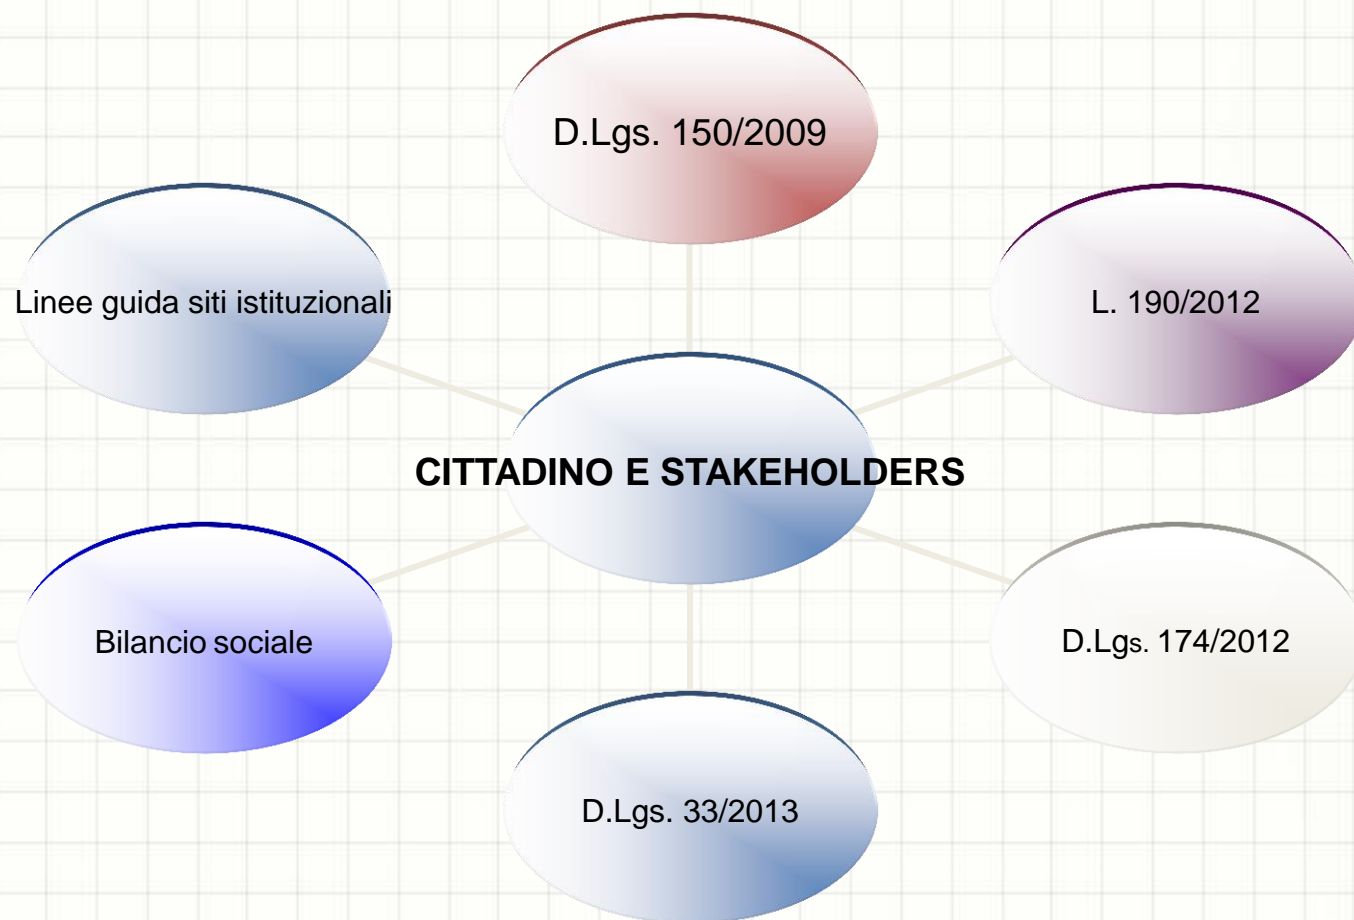 D.Lgs. 150/2009
Linee guida siti istituzionali
L. 190/2012
CITTADINO E STAKEHOLDERS
Bilancio sociale
D.Lgs. 174/2012
D.Lgs. 33/2013